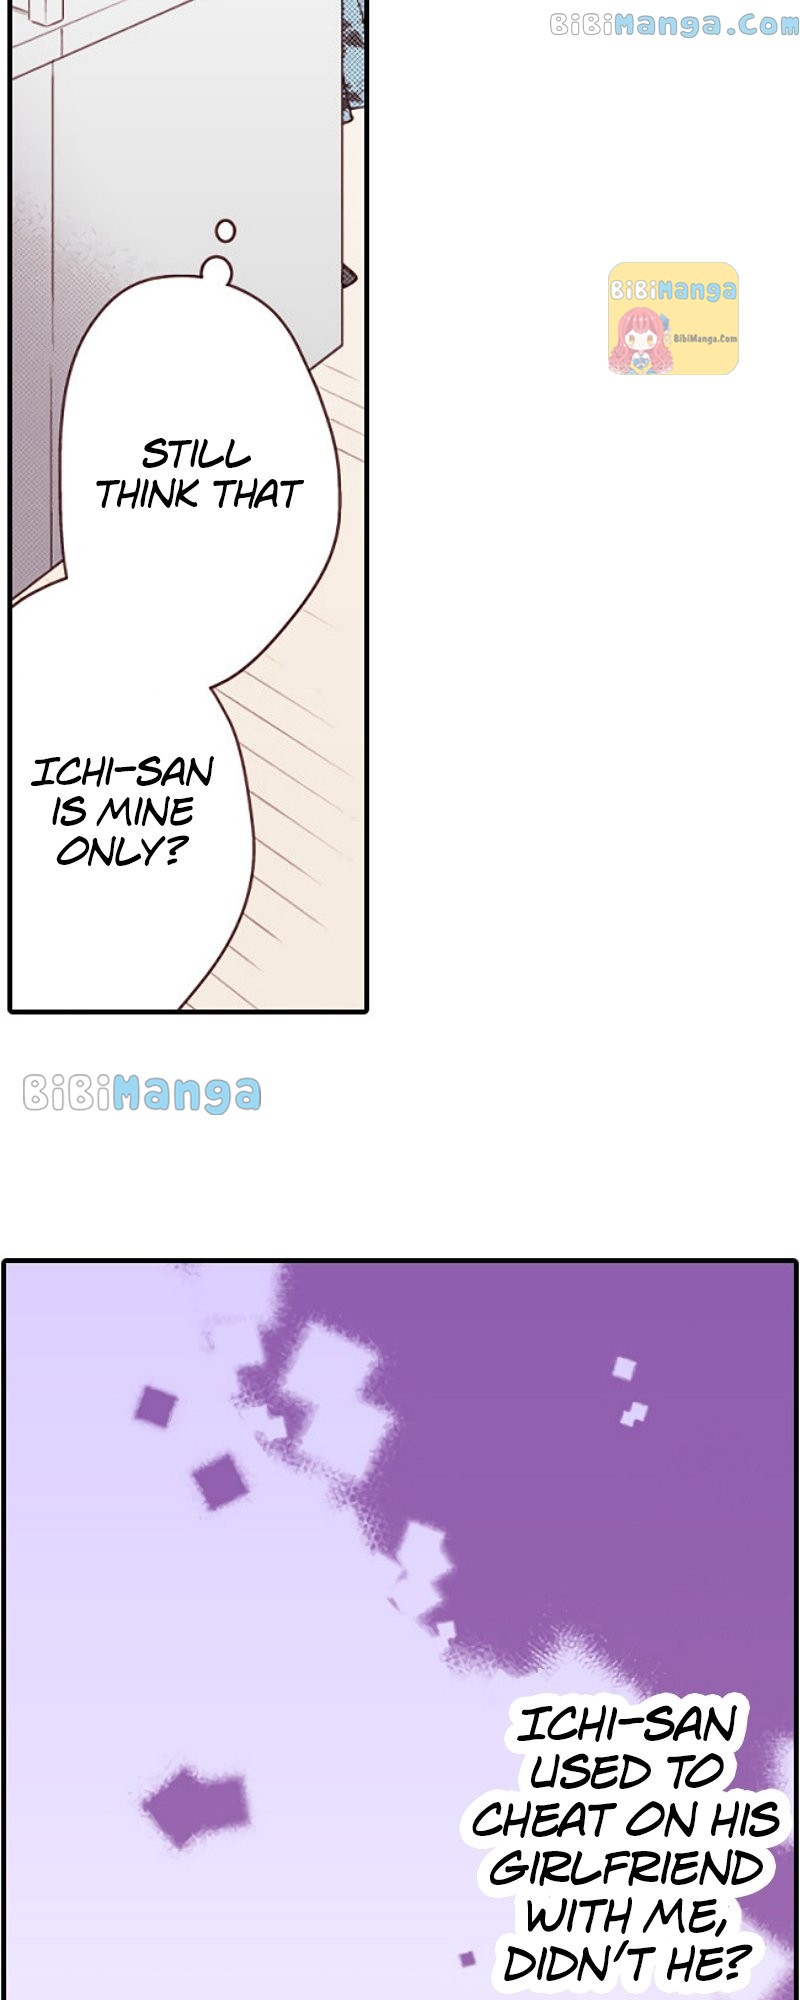 BiBiManga.Com
BiBiManga
BibiManga.Com
STILL
THINK THAT
ICHI-SAN
IS MINE
ONLY?
BiBiManga
ICHI-SAN
USED TO
CHEAT ON HIS
GIRLFRIEND
WITH ME,
DIDN'T HE?